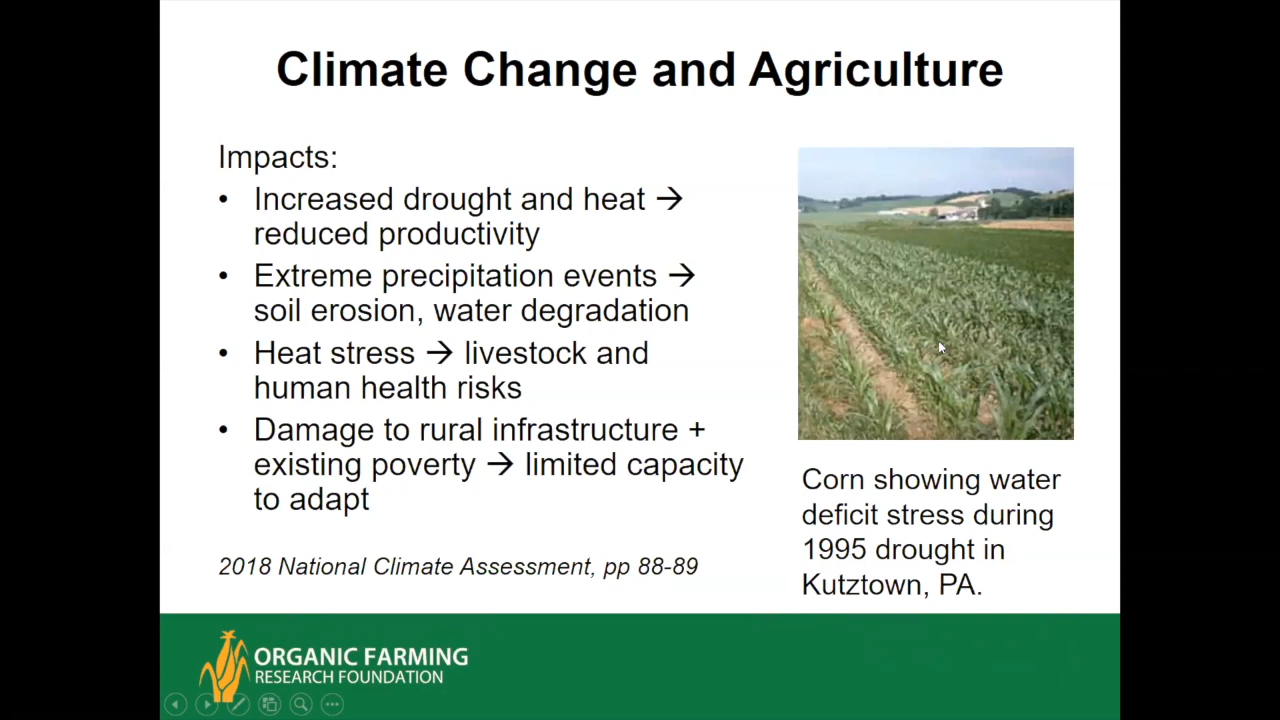 Climate Change and Agriculture
Impacts:
• Increased drought and heat →
reduced productivity
• Extreme precipitation events →
soil erosion, water degradation
• Heat stress → livestock and
human health risks
• Damage to rural infrastructure +
existing poverty → limited capacity
to adapt
2018 National Climate Assessment, pp 88-89
Corn showing water
deficit stress during
1995 drought in
Kutztown, PA.
ORGANIC FARMING
RESEARCH FOUNDATION